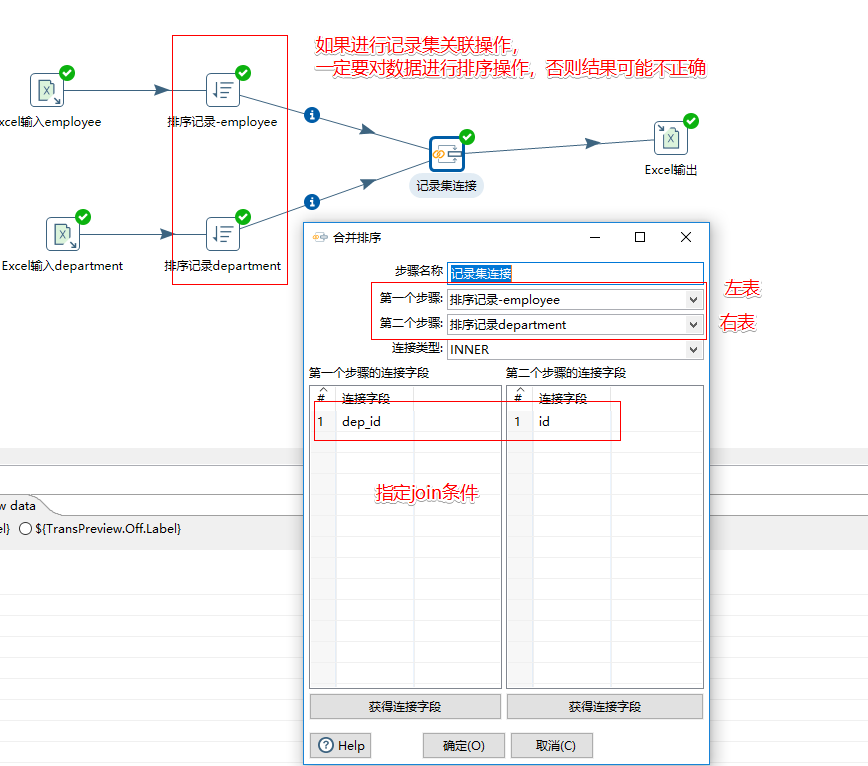 如果进行记录集关联操作，
一定要对数据进行排序操作，否则结果可能不正确
xcel输入employee
排序记录-employee
记录集连接
Excel输出
Excel输入department
排序记录department
合并排序
步骤名称
记录集连接
第一个步骤:
排序记录-employee
左表
第二个步骤:
排序记录department
右表
连接类型:
INNER
第一个步骤的连接字段
第二个步骤的连接字段
# 连接字段
# 连接字段
1 dep_id
1 id
指定join条件
w data
el} ${TransPreview.Off.Label}
获得连接字段
获得连接字段
Help
确定(O)
取消(C)